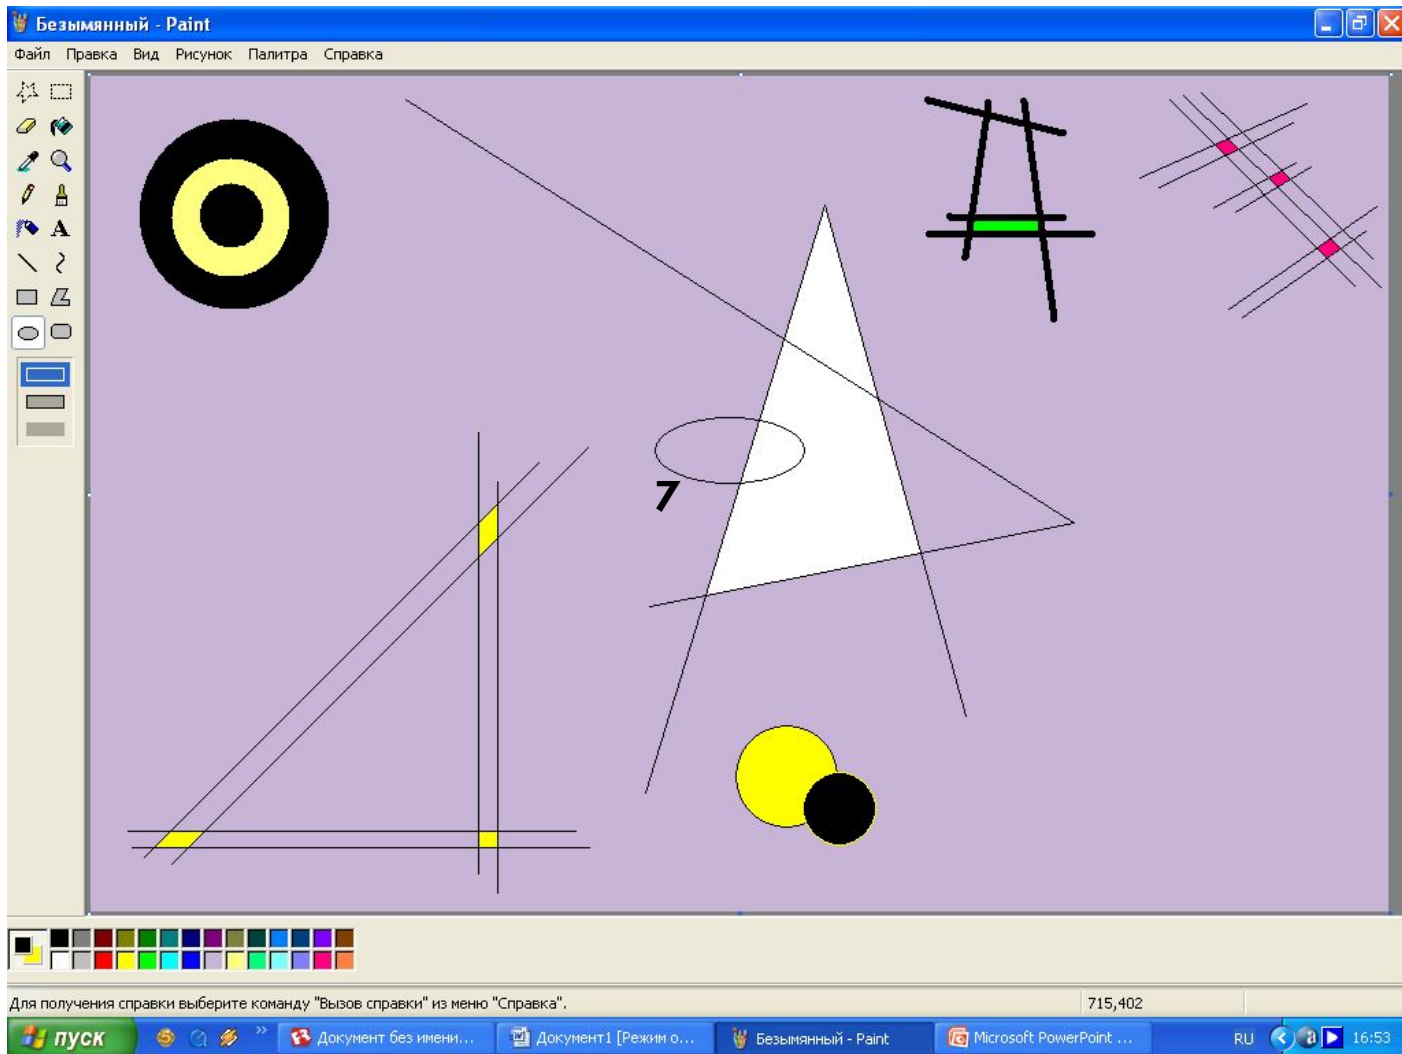 Безымянный - Paint
Файл Правка Вид Рисунок Палитра Справка
A
7
Для получения справки выберите команду "Вызов справки" из меню "Справка".
715,402
пуск
»
Документ без имени...
Документ1 [Режим о...
Безымянный - Paint
Microsoft PowerPoint ...
RU
16:53